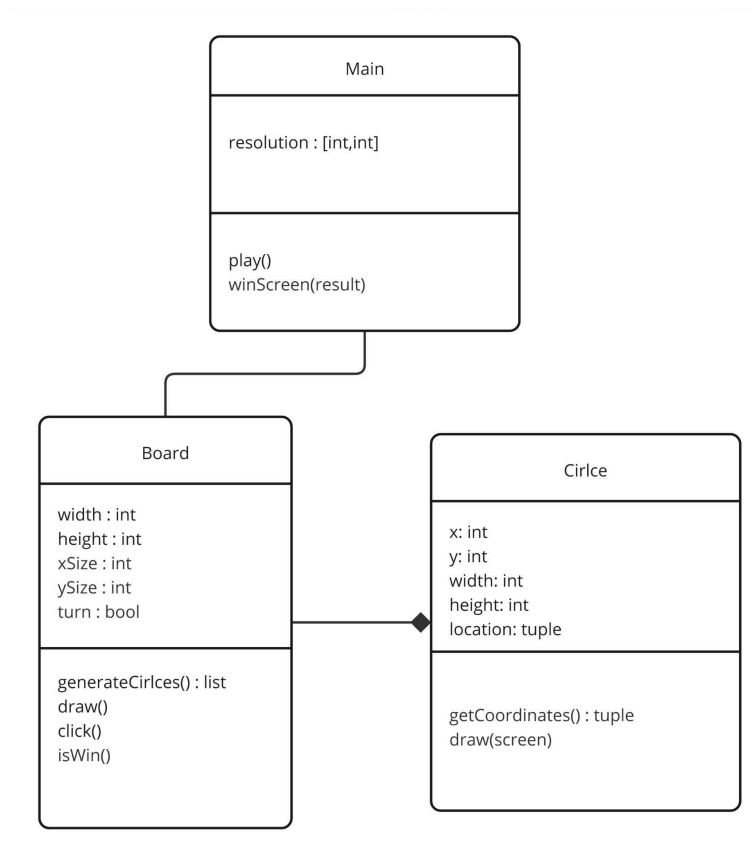 Main
resolution : [int,int]
play()
winScreen(result)
Board
width : int
height : int
xSize : int
ySize : int
turn : bool
generateCirlces() : list
draw()
click()
isWin()
Cirlce
x: int
y: int
width: int
height: int
location: tuple
getCoordinates() : tuple
draw(screen)